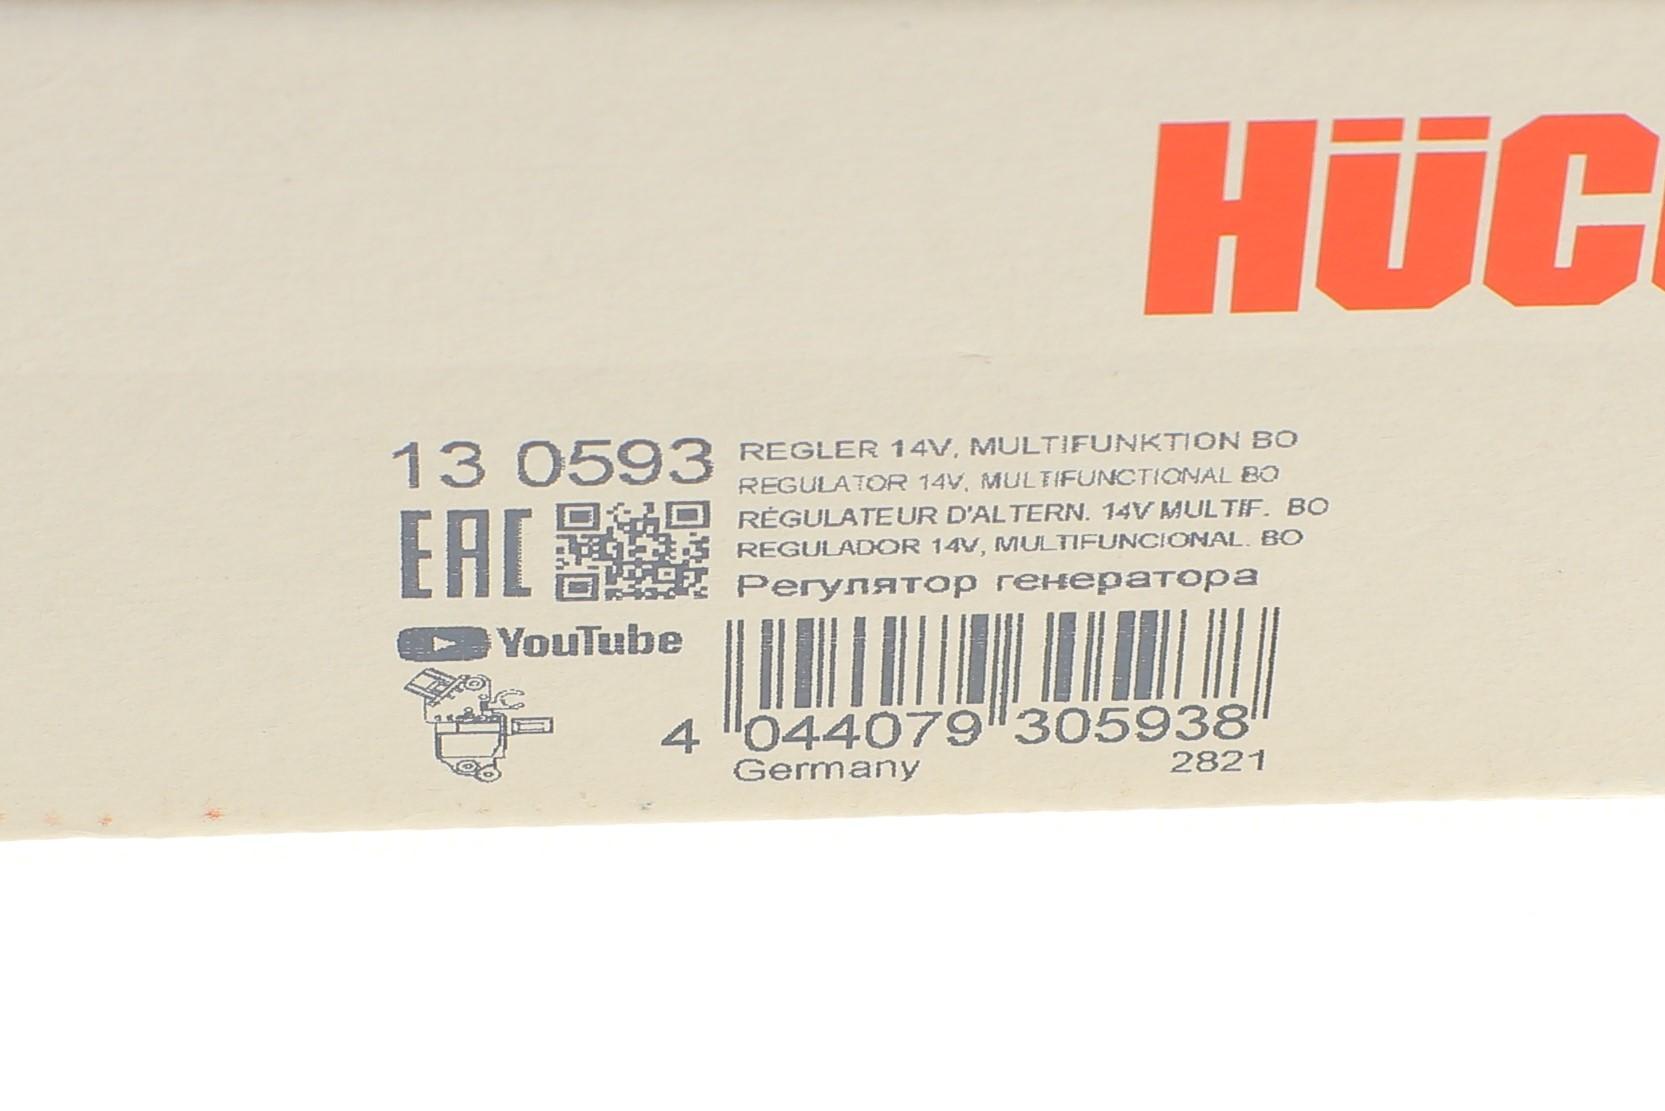 HÜC
13 0593
REGLER 14V, MULTIFUNKTION BO
REGULATOR 14V, MULTIFUNCTIONAL BO
RÉGULATEUR D'ALTERN. 14V MULTIF. BO
REGULADOR 14V, MULTIFUNCIONAL. BO
Регулятор генератора
EAC
YouTube
4 044079 305938
Germany 2821